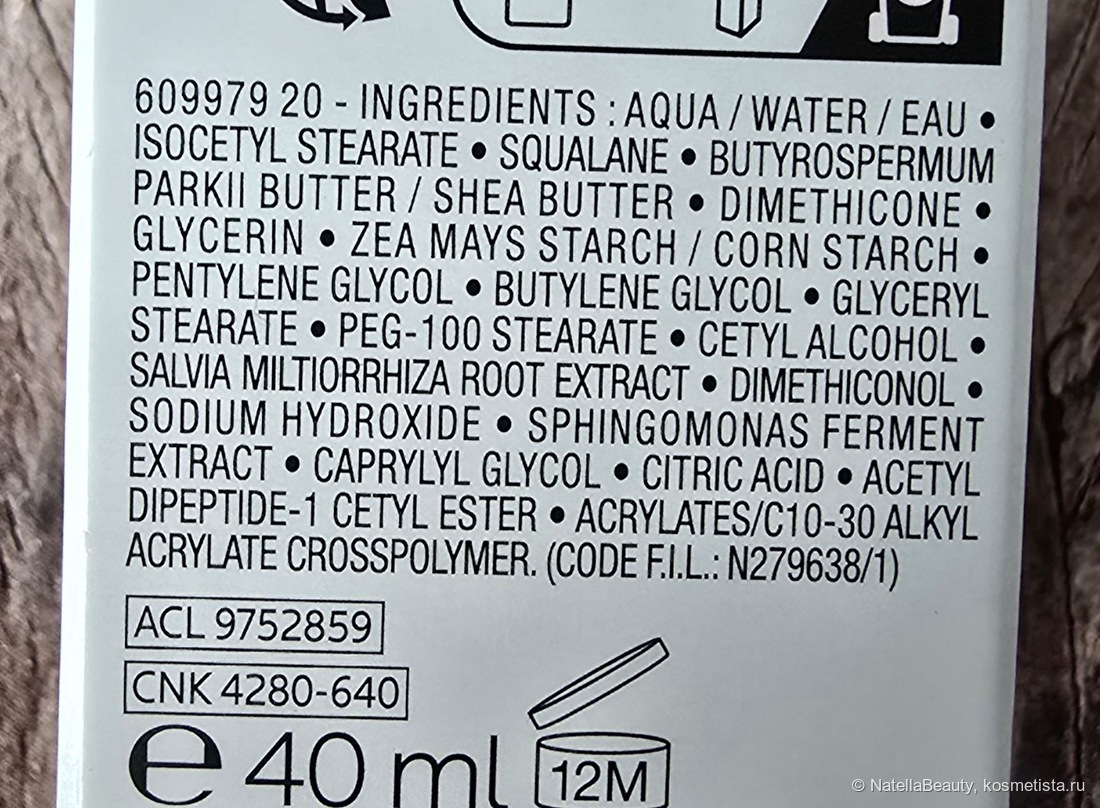 609979 20 - INGREDIENTS : AQUA / WATER / EAU •
ISOCETYL STEARATE • SQUALANE • BUTYROSPERMUM
PARKII BUTTER / SHEA BUTTER • DIMETHICONE •
GLYCERIN • ZEA MAYS STARCH / CORN STARCH •
PENTYLENE GLYCOL • BUTYLENE GLYCOL • GLYCERYL
STEARATE • PEG-100 STEARATE • CETYL ALCOHOL •
SALVIA MILTIORRHIZA ROOT EXTRACT • DIMETHICONOL •
SODIUM HYDROXIDE • SPHINGOMONAS FERMENT
EXTRACT • CAPRYLYL GLYCOL • CITRIC ACID • ACETYL
DIPEPTIDE-1 CETYL ESTER • ACRYLATES/C10-30 ALKYL
ACRYLATE CROSSPOLYMER. (CODE F.I.L.: N279638/1)
ACL 9752859
CNK 4280-640
e 40 ml
12M
© NatellaBeauty, kosmetista.ru